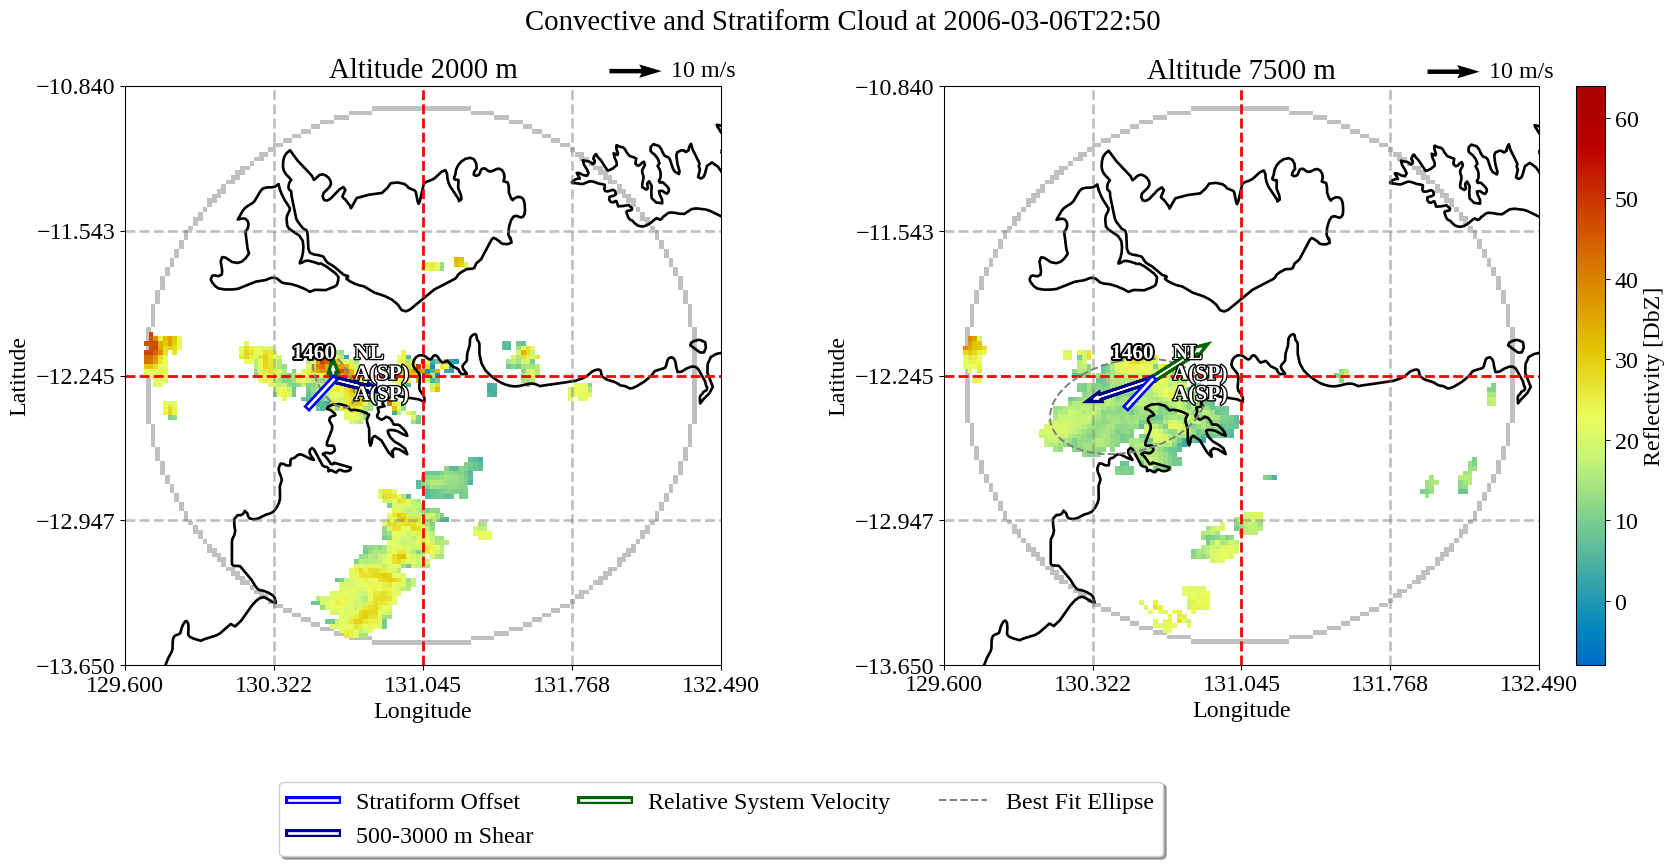 Convective and Stratiform Cloud at 2006-03-06T22:50
Altitude 2000 m
10 m/s
Altitude 7500 m
10 m/s
−10.840
−11.543
−12.245
−12.947
−13.650
Latitude
129.600
130.322
131.045
131.768
132.490
Longitude
1460
NL
A(SP)
A(SP)
−10.840
−11.543
−12.245
−12.947
−13.650
Latitude
129.600
130.322
131.045
131.768
132.490
Longitude
1460
NL
A(SP)
A(SP)
60
50
40
30
20
10
0
Reflectivity [DbZ]
Stratiform Offset
500-3000 m Shear
Relative System Velocity
Best Fit Ellipse